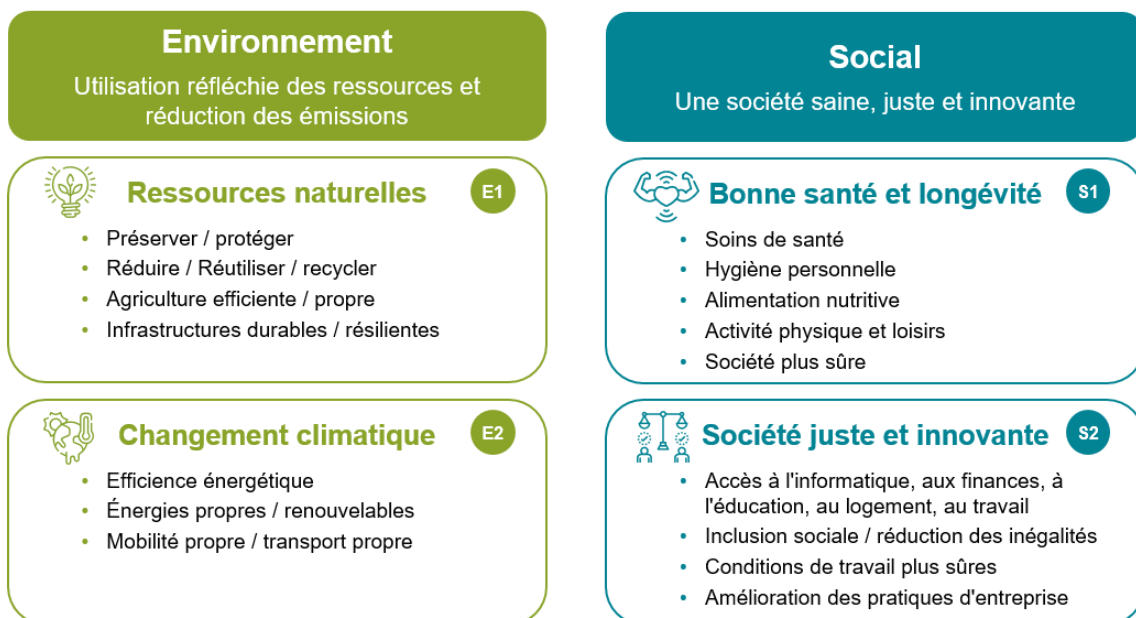 Environnement
Utilisation réfléchie des ressources et
réduction des émissions
Ressources naturelles
E1
• Préserver / protéger
• Réduire / Réutiliser / recycler
• Agriculture efficiente / propre
• Infrastructures durables / résilientes
Changement climatique
E2
• Efficience énergétique
• Énergies propres / renouvelables
• Mobilité propre / transport propre
Social
Une société saine, juste et innovante
Bonne santé et longévité
S1
• Soins de santé
• Hygiène personnelle
• Alimentation nutritive
• Activité physique et loisirs
• Société plus sûre
Société juste et innovante
S2
• Accès à l'informatique, aux finances, à
l'éducation, au logement, au travail
• Inclusion sociale / réduction des inégalités
• Conditions de travail plus sûres
• Amélioration des pratiques d'entreprise